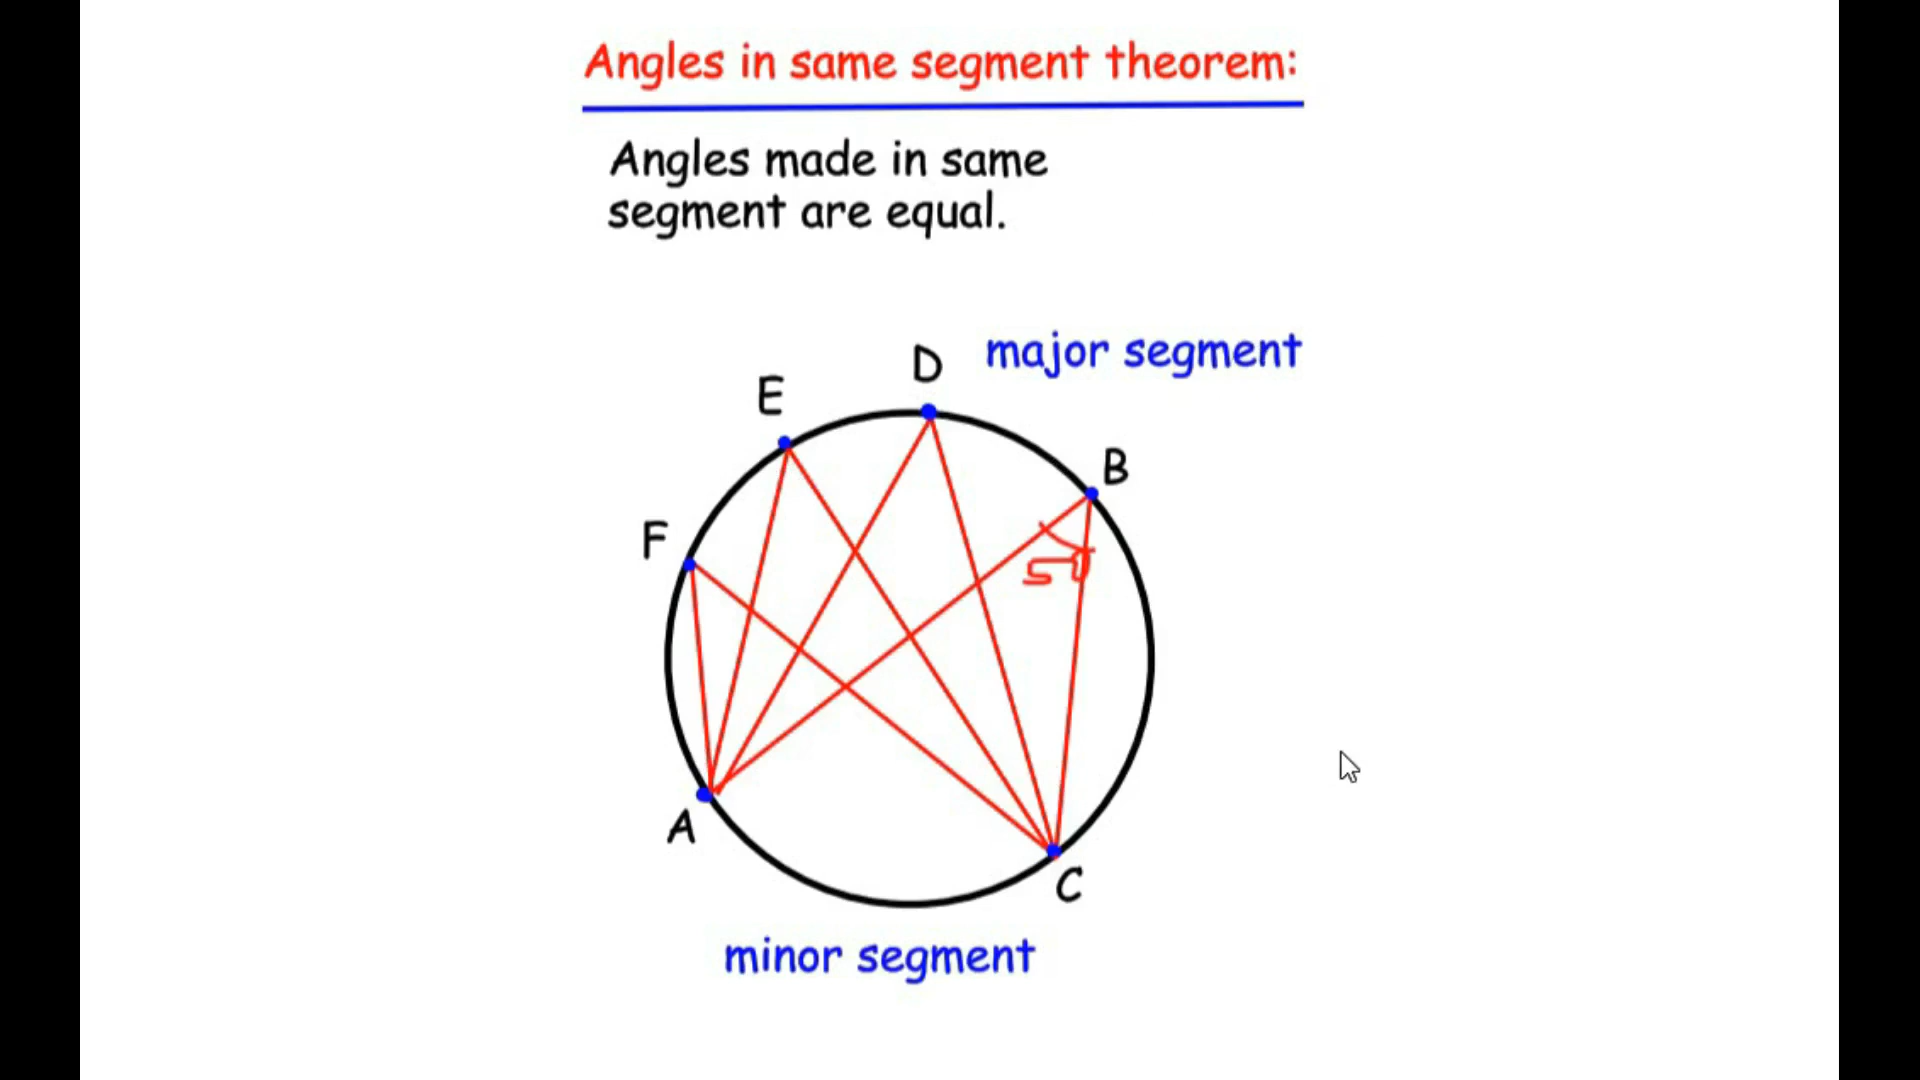 Angles in same segment theorem:
Angles made in same
segment are equal.
major segment
D
E
B
F
A
C
minor segment